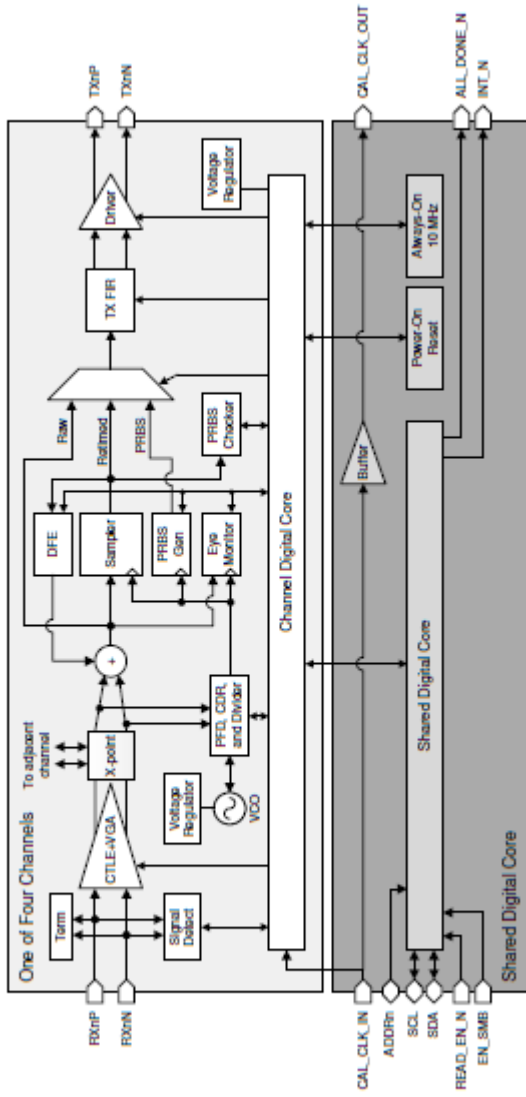 One of Four Channels
To adjacent
channel
Term
RXnP
RXnN
Signal
Detect
CTLE+VGA
X-point
Voltage
Regulator
VCO
PFD, CDR,
and Divider
+
DFE
Sampler
PRBS
Gen
Eye
Monitor
Raw
Retimed
PRBS
PRBS
Checker
TX FIR
Driver
TXnP
TXnN
Voltage
Regulator
Channel Digital Core
CAL_CLK_IN
ADDRn
SCL
SDA
READ_EN_N
EN_SMB
Buffer
Shared Digital Core
Power-On
Reset
Always-On
10 MHz
CAL_CLK_OUT
ALL_DONE_N
INT_N
Shared Digital Core